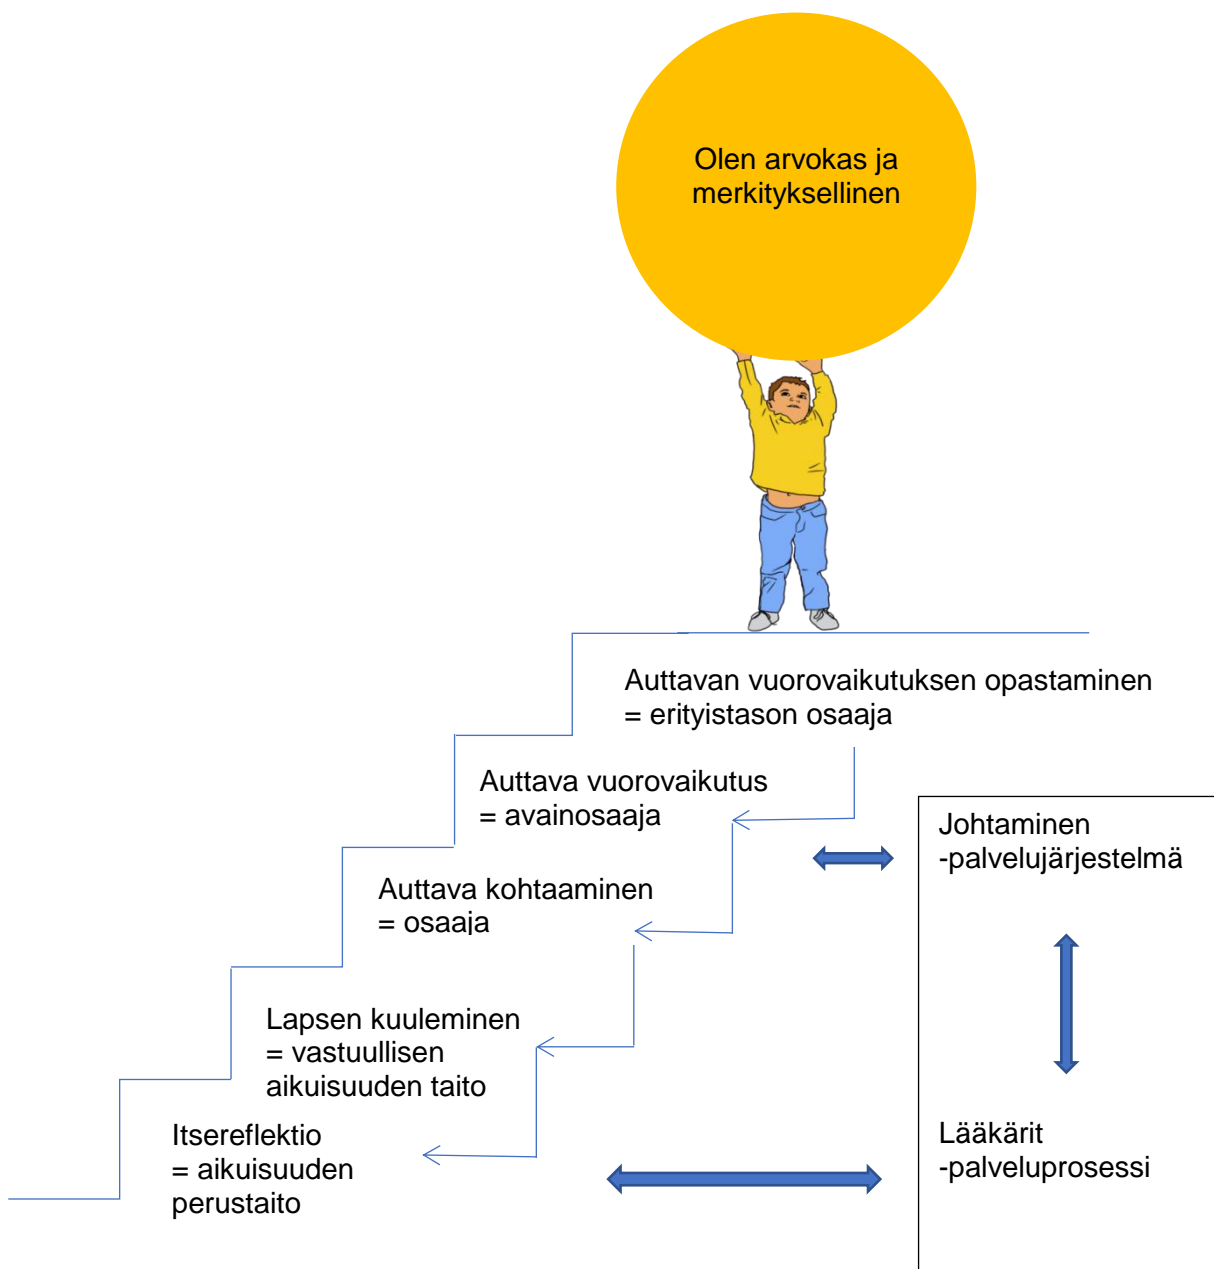 Olen arvokas ja
merkityksellinen
Auttavan vuorovaikutuksen opastaminen
= erityistason osaaja
Auttava vuorovaikutus
= avainosaaja
Johtaminen
-palvelujärjestelmä
Auttava kohtaaminen
= osaaja
Lapsen kuuleminen
= vastuullisen
aikuisuuden taito
Itsereflektio
= aikuisuuden
perustaito
Lääkärit
-palveluprosessi